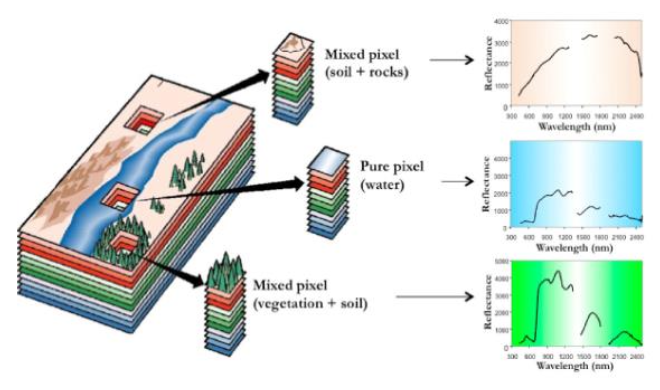 Mixed pixel
(soil + rocks)
Reflectance
4000
3000
2000
1000
0
300 600 900 1200 1500 1800 2100 2400
Wavelength (nm)
Pure pixel
(water)
Reflectance
4000
3000
2000
1000
0
300 600 900 1200 1500 1800 2100 2400
Wavelength (nm)
Mixed pixel
(vegetation + soil)
Reflectance
5000
4000
3000
2000
1000
0
300 600 900 1200 1500 1800 2100 2400
Wavelength (nm)